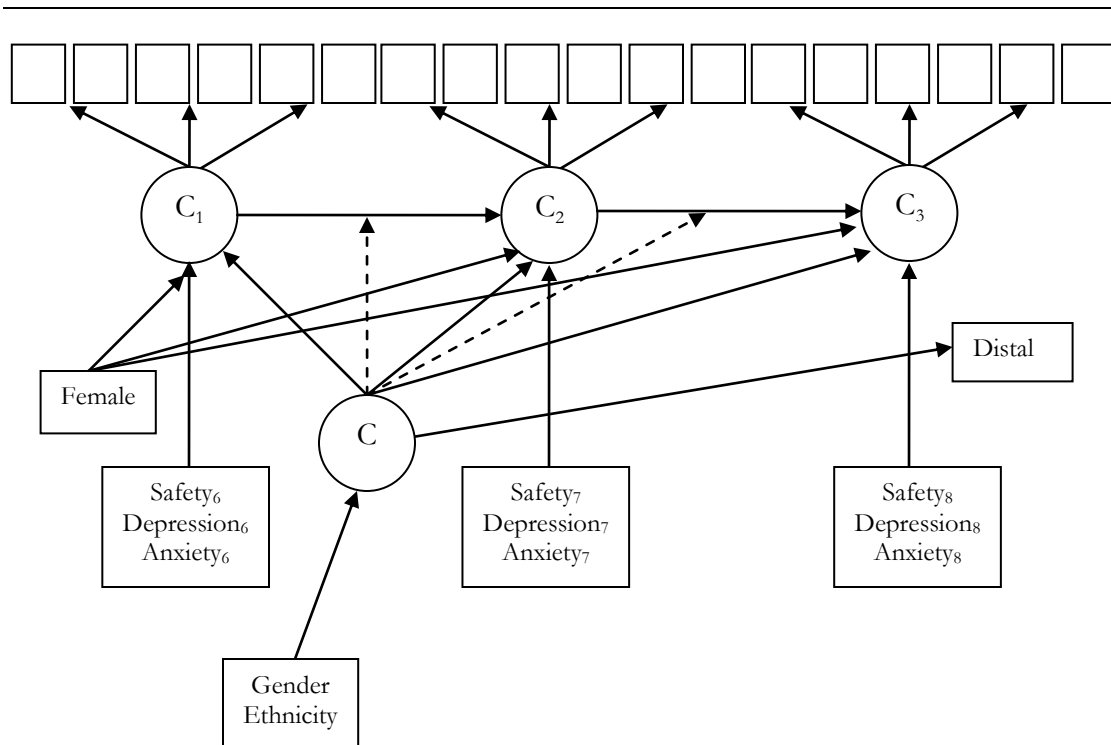 C₁
C₂
C₃
Distal
Female
C
Safety₆
Depression₆
Anxiety₆
Safety₇
Depression₇
Anxiety₇
Safety₈
Depression₈
Anxiety₈
Gender
Ethnicity